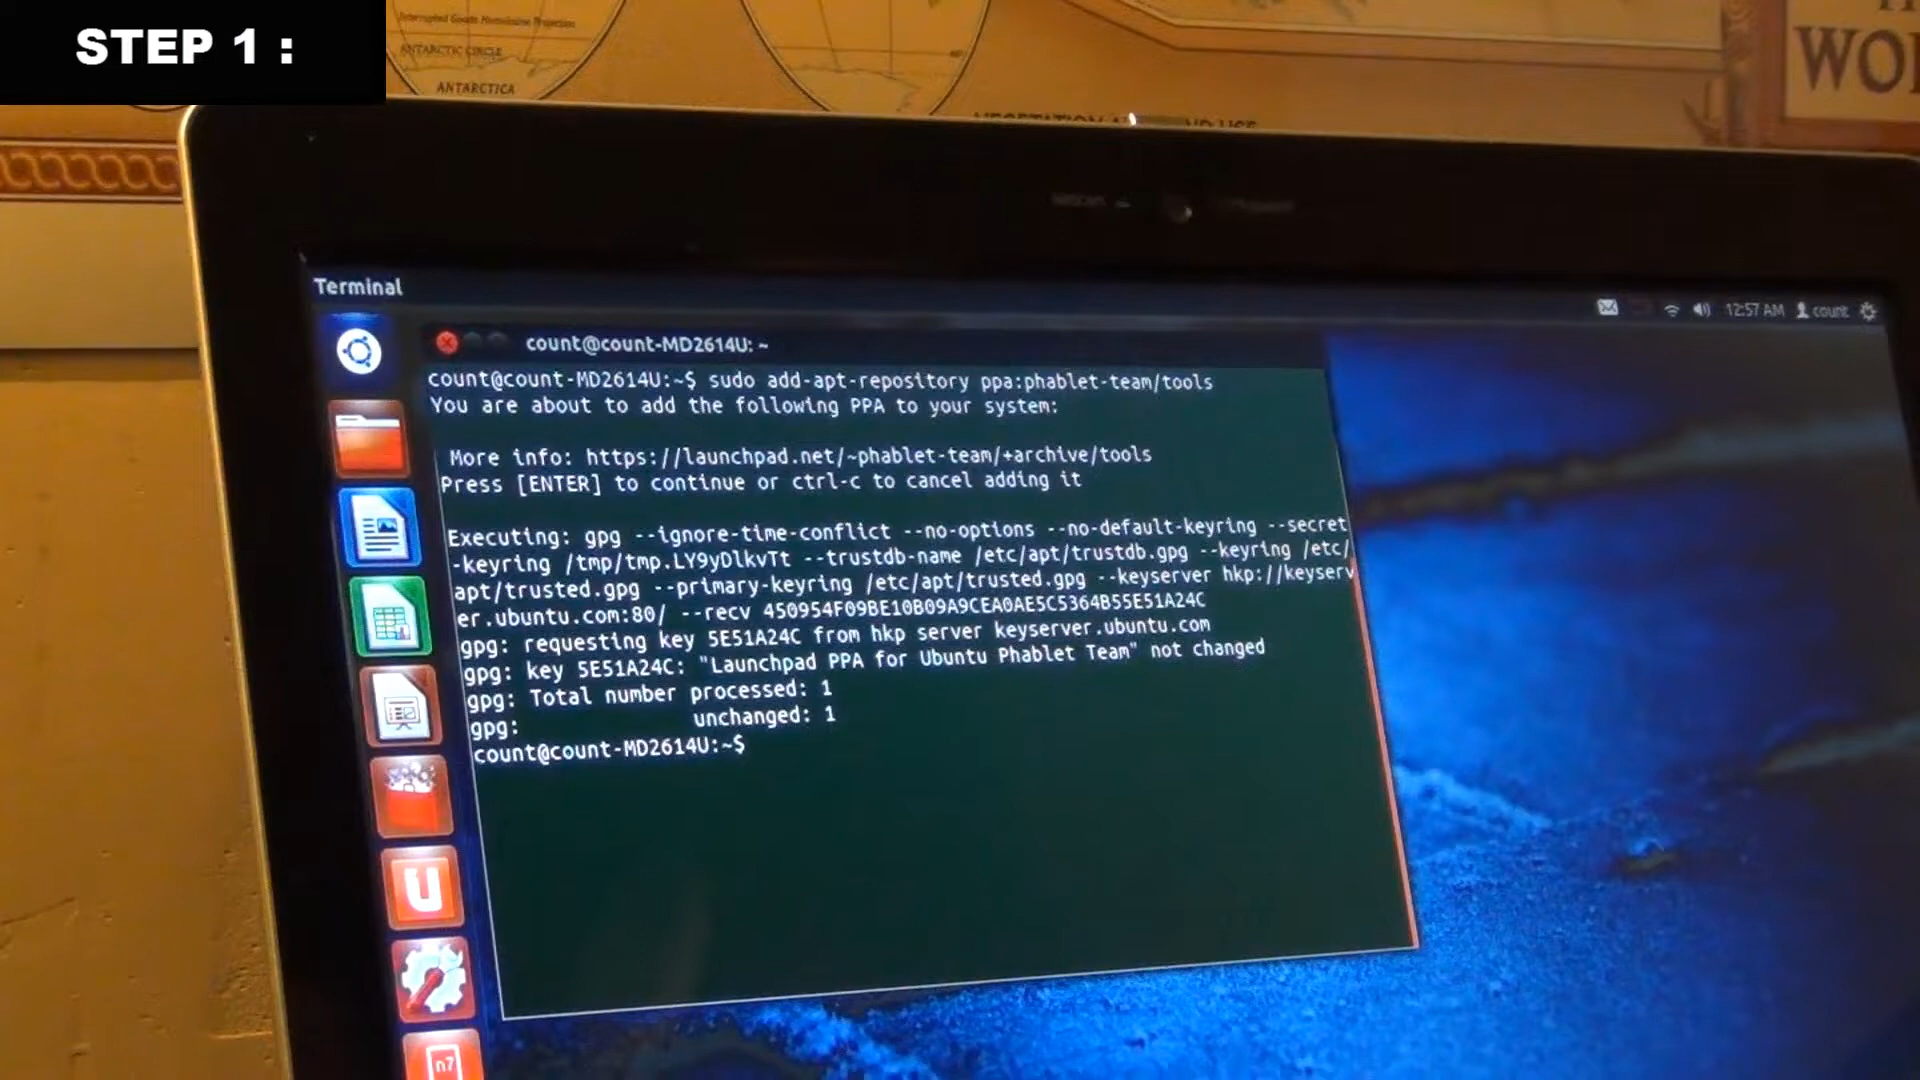 STEP 1 :
Interrupted Goode Homolosine Projection
ANTARCTIC CIRCLE
ANTARCTICA
WO
Terminal
12:57 AM count
count@count-MD2614U: ~
count@count-MD2614U:~$ sudo add-apt-repository ppa:phablet-team/tools
You are about to add the following PPA to your system:
More info: https://launchpad.net/~phablet-team/+archive/tools
Press [ENTER] to continue or ctrl-c to cancel adding it
Executing: gpg --ignore-time-conflict --no-options --no-default-keyring --secret
-keyring /tmp/tmp.LY9yDlkvTt --trustdb-name /etc/apt/trustdb.gpg --keyring /etc/
apt/trusted.gpg --primary-keyring /etc/apt/trusted.gpg --keyserver hkp://keyserv
er.ubuntu.com:80/ --recv 450954F09BE10B09A9CEA0AE5C5364B55E51A24C
gpg: requesting key 5E51A24C from hkp server keyserver.ubuntu.com
gpg: key 5E51A24C: "Launchpad PPA for Ubuntu Phablet Team" not changed
gpg: Total number processed: 1
gpg: unchanged: 1
count@count-MD2614U:~$
U
n7